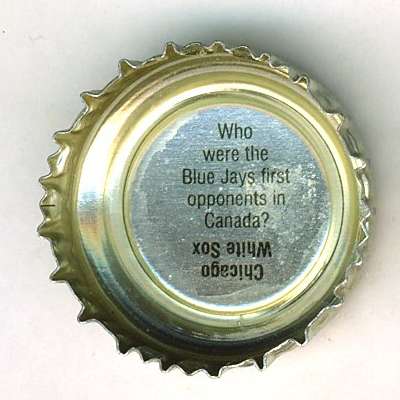 Who
were the
Blue Jays first
opponents in
Canada?
Chicago
White Sox